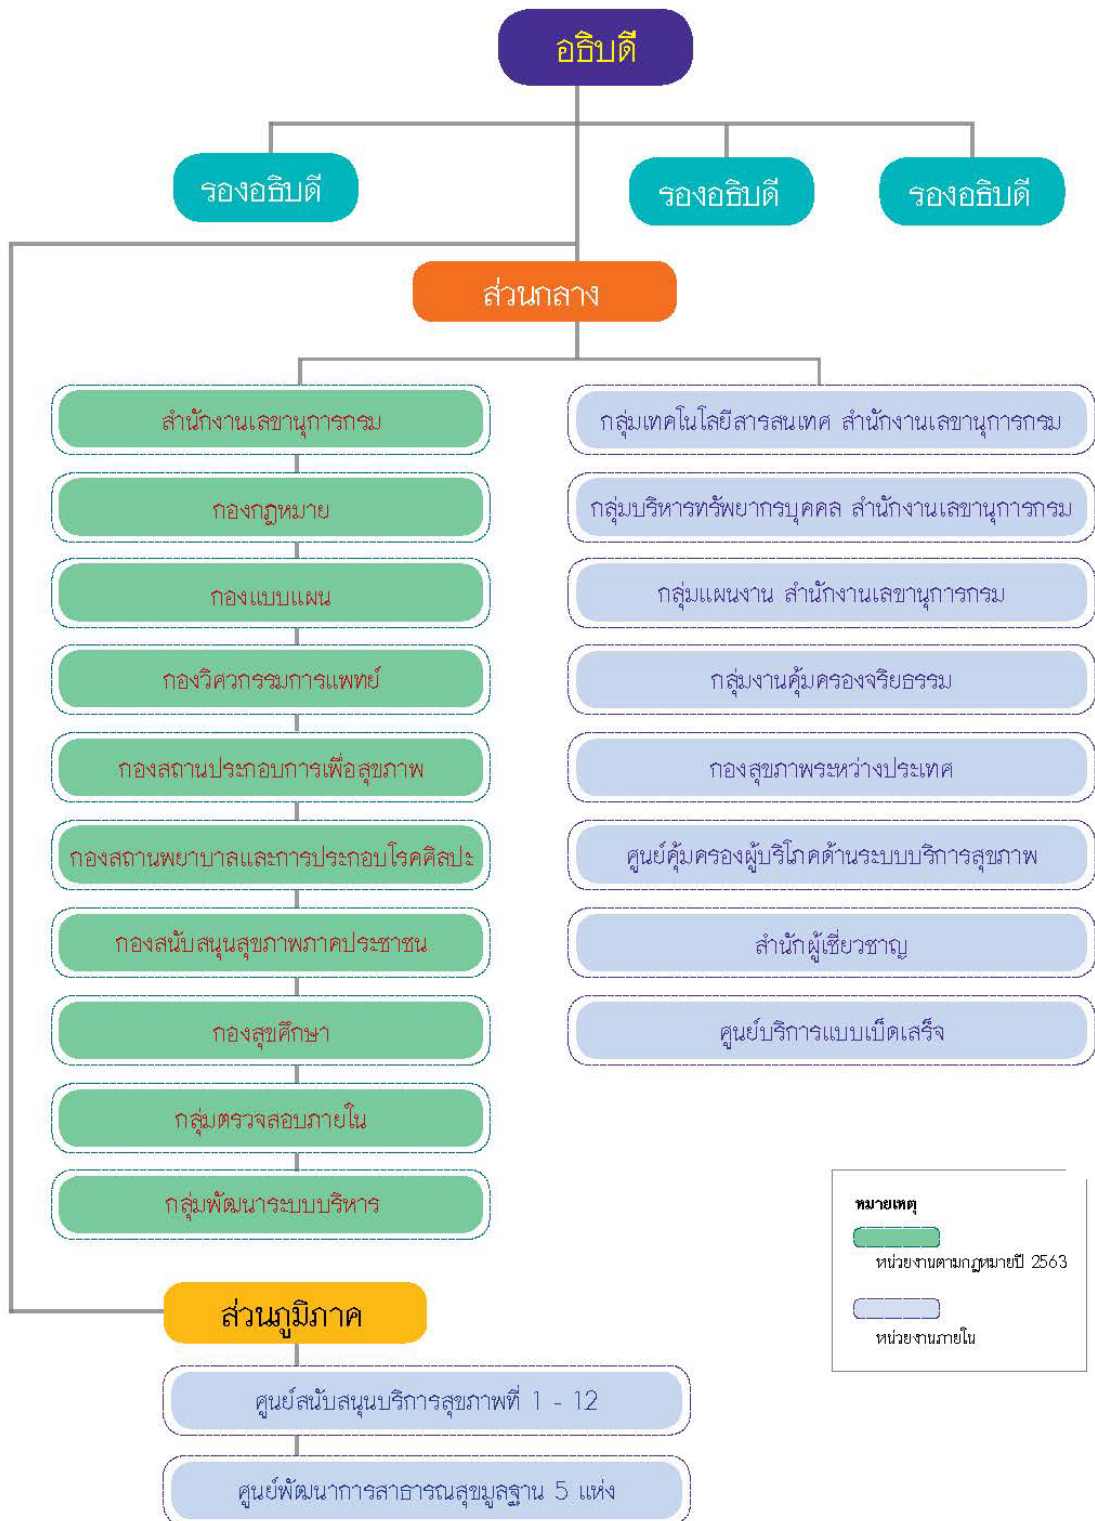 อธิบดี
รองอธิบดี
รองอธิบดี
รองอธิบดี
ส่วนกลาง
สำนักงานเลขานุการกรม
กองกฎหมาย
กองแบบแผน
กองวิศวกรรมการแพทย์
กองสถานประกอบการเพื่อสุขภาพ
กองสถานพยาบาลและการประกอบโรคศิลปะ
กองสนับสนุนสุขภาพภาคประชาชน
กองสุขศึกษา
กลุ่มตรวจสอบภายใน
กลุ่มพัฒนาระบบบริหาร
กลุ่มเทคโนโลยีสารสนเทศ สำนักงานเลขานุการกรม
กลุ่มบริหารทรัพยากรบุคคล สำนักงานเลขานุการกรม
กลุ่มแผนงาน สำนักงานเลขานุการกรม
กลุ่มงานคุ้มครองจริยธรรม
กองสุขภาพระหว่างประเทศ
ศูนย์คุ้มครองผู้บริโภคด้านระบบบริการสุขภาพ
สำนักผู้เชี่ยวชาญ
ศูนย์บริการแบบเบ็ดเสร็จ
หมายเหตุ
หน่วยงานตามกฎหมายปี 2563
หน่วยงานภายใน
ส่วนภูมิภาค
ศูนย์สนับสนุนบริการสุขภาพที่ 1 - 12
ศูนย์พัฒนาการสาธารณสุขมูลฐาน 5 แห่ง